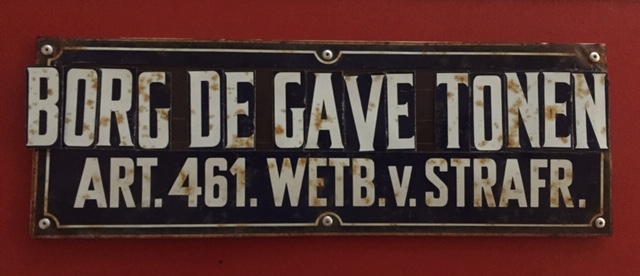 BORG DE GAVE TONEN
ART. 461. WETB. v. STRAFR.